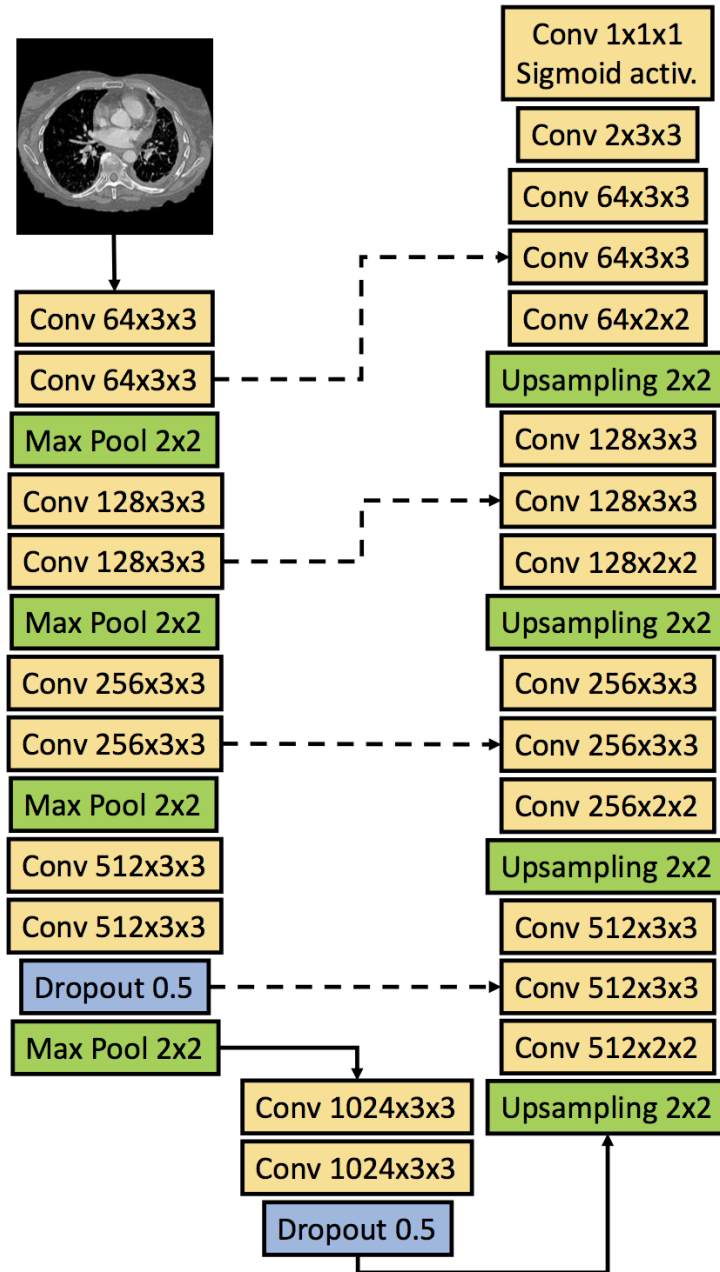 Conv 64x3x3
Conv 64x3x3
Max Pool 2x2
Conv 128x3x3
Conv 128x3x3
Max Pool 2x2
Conv 256x3x3
Conv 256x3x3
Max Pool 2x2
Conv 512x3x3
Conv 512x3x3
Dropout 0.5
Max Pool 2x2
Conv 1024x3x3
Conv 1024x3x3
Dropout 0.5
Conv 1x1x1
Sigmoid activ.
Conv 2x3x3
Conv 64x3x3
Conv 64x3x3
Conv 64x2x2
Upsampling 2x2
Conv 128x3x3
Conv 128x3x3
Conv 128x2x2
Upsampling 2x2
Conv 256x3x3
Conv 256x3x3
Conv 256x2x2
Upsampling 2x2
Conv 512x3x3
Conv 512x3x3
Conv 512x2x2
Upsampling 2x2